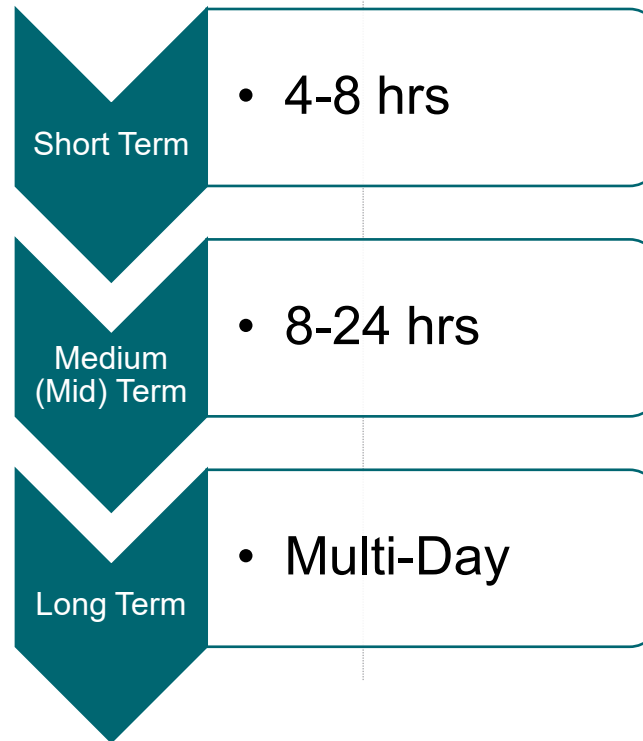 Short Term
• 4-8 hrs
Medium
(Mid) Term
• 8-24 hrs
Long Term
• Multi-Day